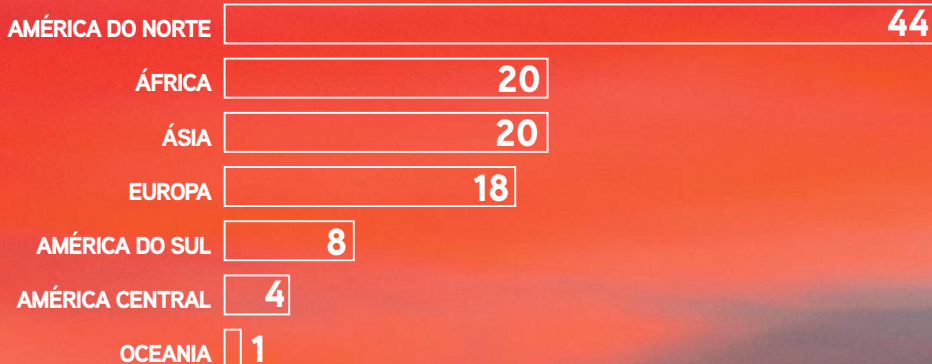 AMÉRICA DO NORTE 44
ÁFRICA 20
ÁSIA 20
EUROPA 18
AMÉRICA DO SUL 8
AMÉRICA CENTRAL 4
OCEANIA 1